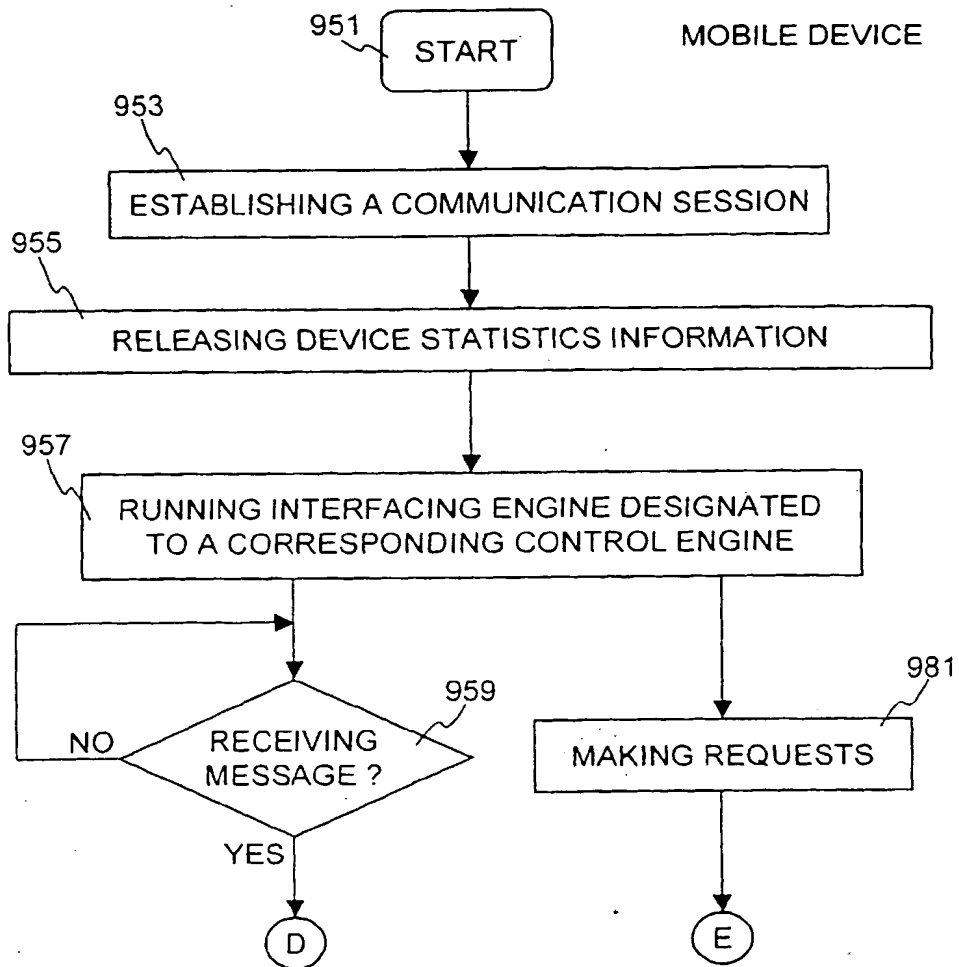 951
START
MOBILE DEVICE
953
ESTABLISHING A COMMUNICATION SESSION
955
RELEASING DEVICE STATISTICS INFORMATION
957
RUNNING INTERFACING ENGINE DESIGNATED
TO A CORRESPONDING CONTROL ENGINE
959
981
NO
RECEIVING
MESSAGE ?
MAKING REQUESTS
YES
D
E